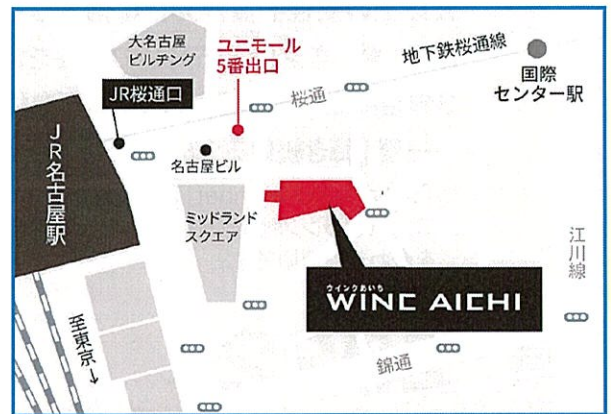 大名古屋
ビルヂング
ユニモール
5番出口
地下鉄桜通線
国際
センター駅
JR桜通口
桜通
JR名古屋駅
名古屋ビル
ミッドランド
スクエア
江川線
ウインクあいち
WINC AICHI
至東京→
錦通